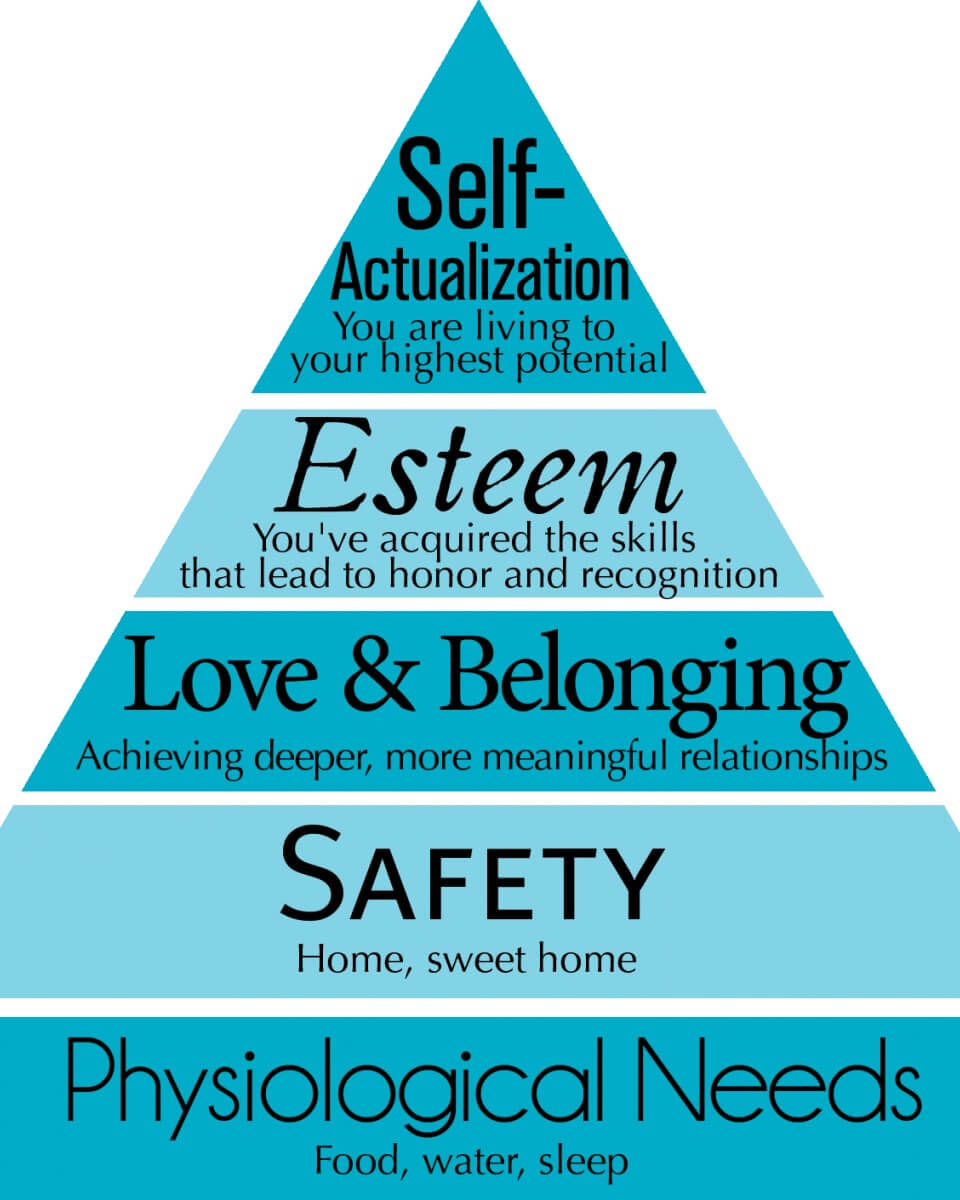 Self-
Actualization
You are living to
your highest potential
Esteem
You've acquired the skills
that lead to honor and recognition
Love & Belonging
Achieving deeper, more meaningful relationships
SAFETY
Home, sweet home
Physiological Needs
Food, water, sleep